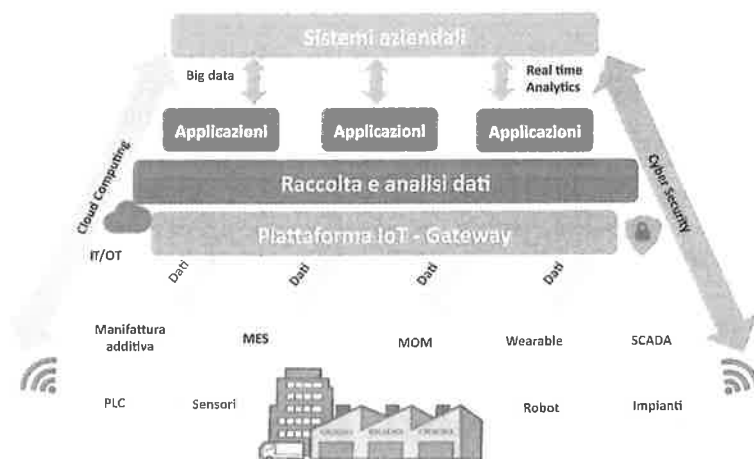 Sistemi aziendali
Big data
Real time
Analytics
Applicazioni
Applicazioni
Applicazioni
Cloud Computing
Cyber Security
Raccolta e analisi dati
Piattaforma IoT - Gateway
IT/OT
Dati
Dati
Dati
Dati
Manifattura
additiva
MES
MOM
Wearable
SCADA
PLC
Sensori
Robot
Impianti